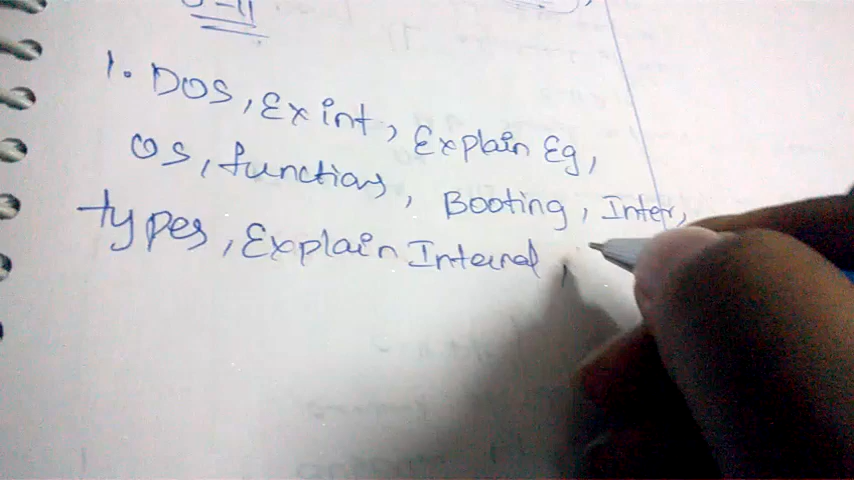 1. DOS, Ex int, Explain Eg,
OS, functions, Booting, Inter,
types, Explain Internal,